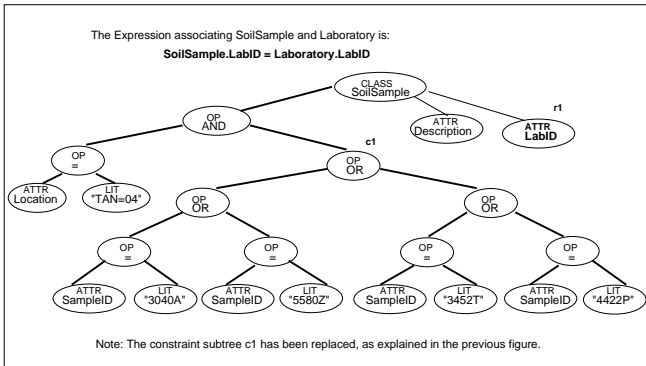 The Expression associating SoilSample and Laboratory is:
SoilSample.LabID = Laboratory.LabID
CLASS
SoilSample
r1
OP
AND
ATTR
Description
ATTR
LabID
c1
OP
=
OP
OR
ATTR
Location
LIT
"TAN=04"
OP
OR
OP
OR
OP
=
OP
=
OP
=
OP
=
ATTR
SampleID
LIT
"3040A"
ATTR
SampleID
LIT
"5580Z"
ATTR
SampleID
LIT
"3452T"
ATTR
SampleID
LIT
"4422P"
Note: The constraint subtree c1 has been replaced, as explained in the previous figure.